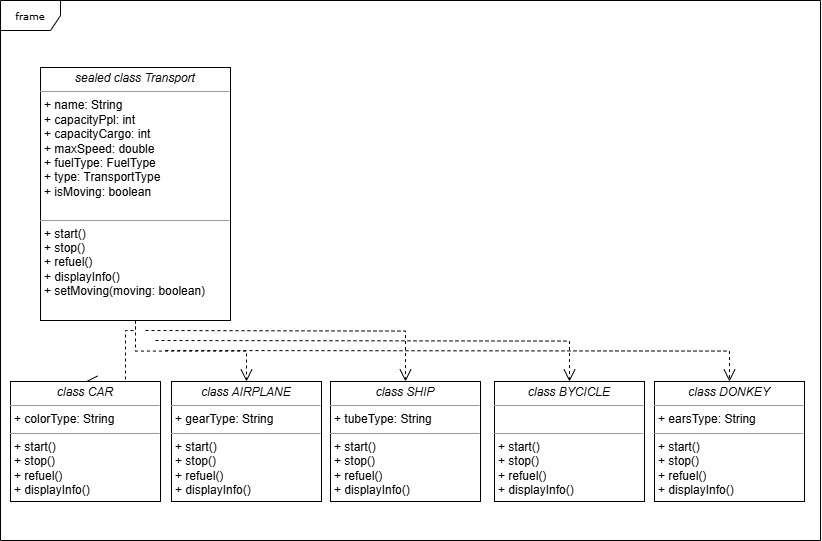 frame
sealed class Transport
+ name: String
+ capacityPpl: int
+ capacityCargo: int
+ maxSpeed: double
+ fuelType: FuelType
+ type: TransportType
+ isMoving: boolean
+ start()
+ stop()
+ refuel()
+ displayInfo()
+ setMoving(moving: boolean)
class CAR
+ colorType: String
+ start()
+ stop()
+ refuel()
+ displayInfo()
class AIRPLANE
+ gearType: String
+ start()
+ stop()
+ refuel()
+ displayInfo()
class SHIP
+ tubeType: String
+ start()
+ stop()
+ refuel()
+ displayInfo()
class BYCICLE
+ start()
+ stop()
+ refuel()
+ displayInfo()
class DONKEY
+ earsType: String
+ start()
+ stop()
+ refuel()
+ displayInfo()